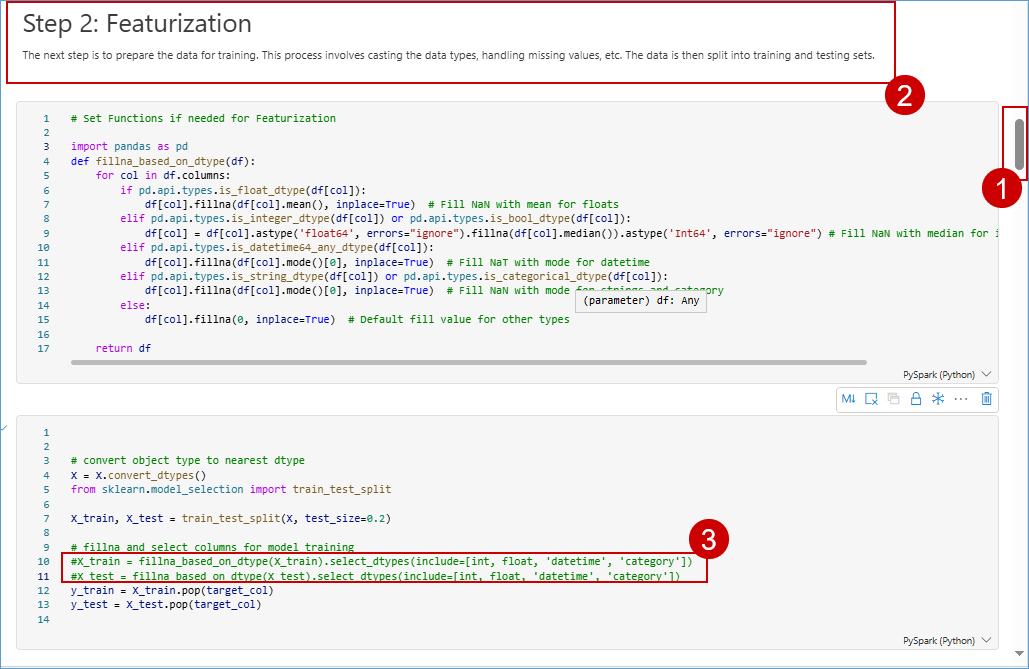 Step 2: Featurization
The next step is to prepare the data for training. This process involves casting the data types, handling missing values, etc. The data is then split into training and testing sets.
2
1
1 # Set Functions if needed for Featurization
2
3 import pandas as pd
4 def fillna_based_on_dtype(df):
5 for col in df.columns:
6 if pd.api.types.is_float_dtype(df[col]):
7 df[col].fillna(df[col].mean(), inplace=True) # Fill NaN with mean for floats
8 elif pd.api.types.is_integer_dtype(df[col]) or pd.api.types.is_bool_dtype(df[col]):
9 df[col] = df[col].astype('float64', errors="ignore").fillna(df[col].median()).astype('Int64', errors="ignore") # Fill NaN with median for i
10 elif pd.api.types.is_datetime64_any_dtype(df[col]):
11 df[col].fillna(df[col].mode()[0], inplace=True) # Fill NaT with mode for datetime
12 elif pd.api.types.is_string_dtype(df[col]) or pd.api.types.is_categorical_dtype(df[col]):
13 df[col].fillna(df[col].mode()[0], inplace=True) # Fill NaN with mode for strings and category
(parameter) df: Any
14 else:
15 df[col].fillna(0, inplace=True) # Default fill value for other types
16
17 return df
PySpark (Python)
M↓
1
2
3 # convert object type to nearest dtype
4 X = X.convert_dtypes()
5 from sklearn.model_selection import train_test_split
6
7 X_train, X_test = train_test_split(X, test_size=0.2)
8
9 # fillna and select columns for model training
3
10 #X_train = fillna_based_on_dtype(X_train).select_dtypes(include=[int, float, 'datetime', 'category'])
11 #X_test = fillna_based_on_dtype(X_test).select_dtypes(include=[int, float, 'datetime', 'category'])
12 y_train = X_train.pop(target_col)
13 y_test = X_test.pop(target_col)
14
PySpark (Python)